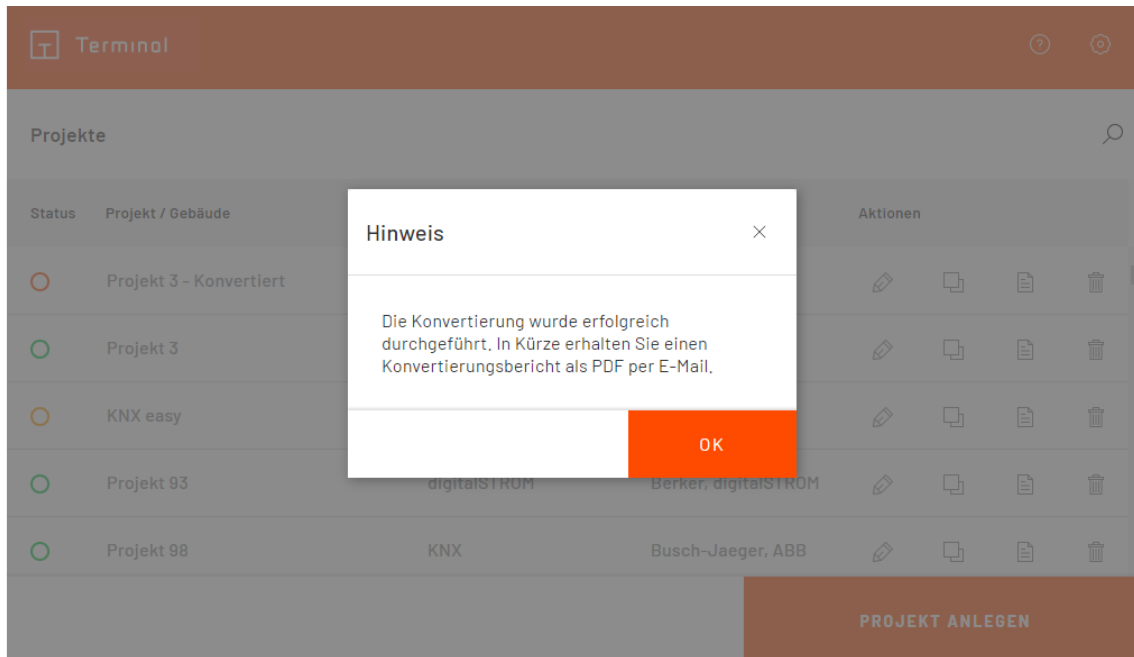 Terminal
Projekte
Status Projekt / Gebäude Aktionen
Hinweis
Projekt 3 - Konvertiert
Die Konvertierung wurde erfolgreich
durchgeführt. In Kürze erhalten Sie einen
Konvertierungsbericht als PDF per E-Mail.
Projekt 3
KNX easy
OK
Projekt 93 digitalSTROM Berker, digitalSTROM
Projekt 98 KNX Busch-Jaeger, ABB
PROJEKT ANLEGEN